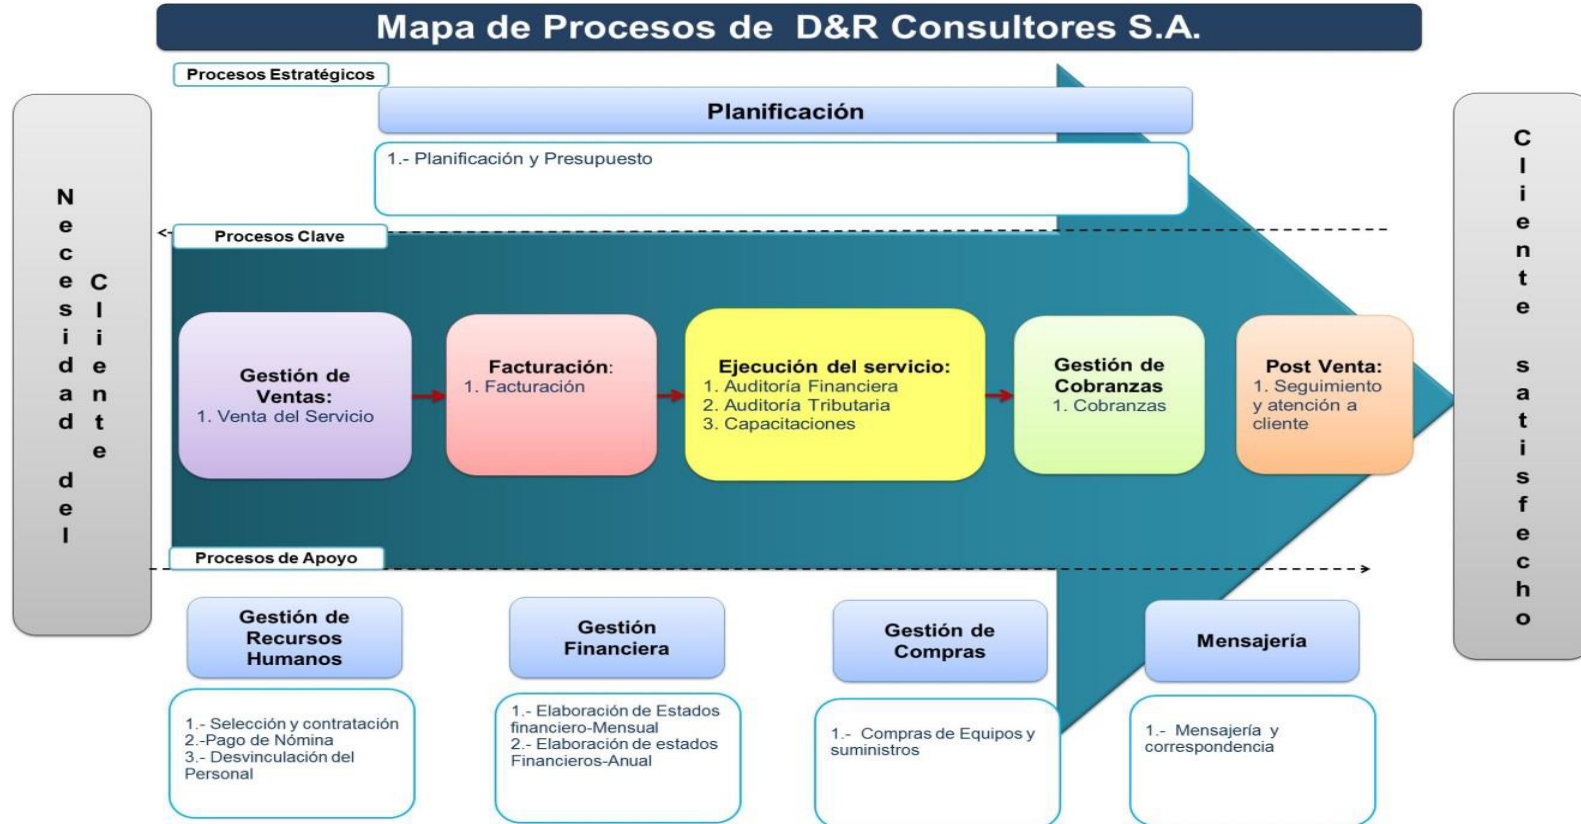 Mapa de Procesos de D&R Consultores S.A.
Procesos Estratégicos
Planificación
1.- Planificación y Presupuesto
Necesidad del
Cliente
Procesos Clave
Gestión de
Ventas:
1. Venta del Servicio
Facturación:
1. Facturación
Ejecución del servicio:
1. Auditoría Financiera
2. Auditoría Tributaria
3. Capacitaciones
Gestión de
Cobranzas
1. Cobranzas
Post Venta:
1. Seguimiento
y atención a
cliente
Cliente satisfecho
Procesos de Apoyo
Gestión de
Recursos
Humanos
1.- Selección y contratación
2.-Pago de Nómina
3.- Desvinculación del
Personal
Gestión
Financiera
1.- Elaboración de Estados
financiero-Mensual
2.- Elaboración de estados
Financieros-Anual
Gestión de
Compras
1.- Compras de Equipos y
suministros
Mensajería
1.- Mensajería y
correspondencia